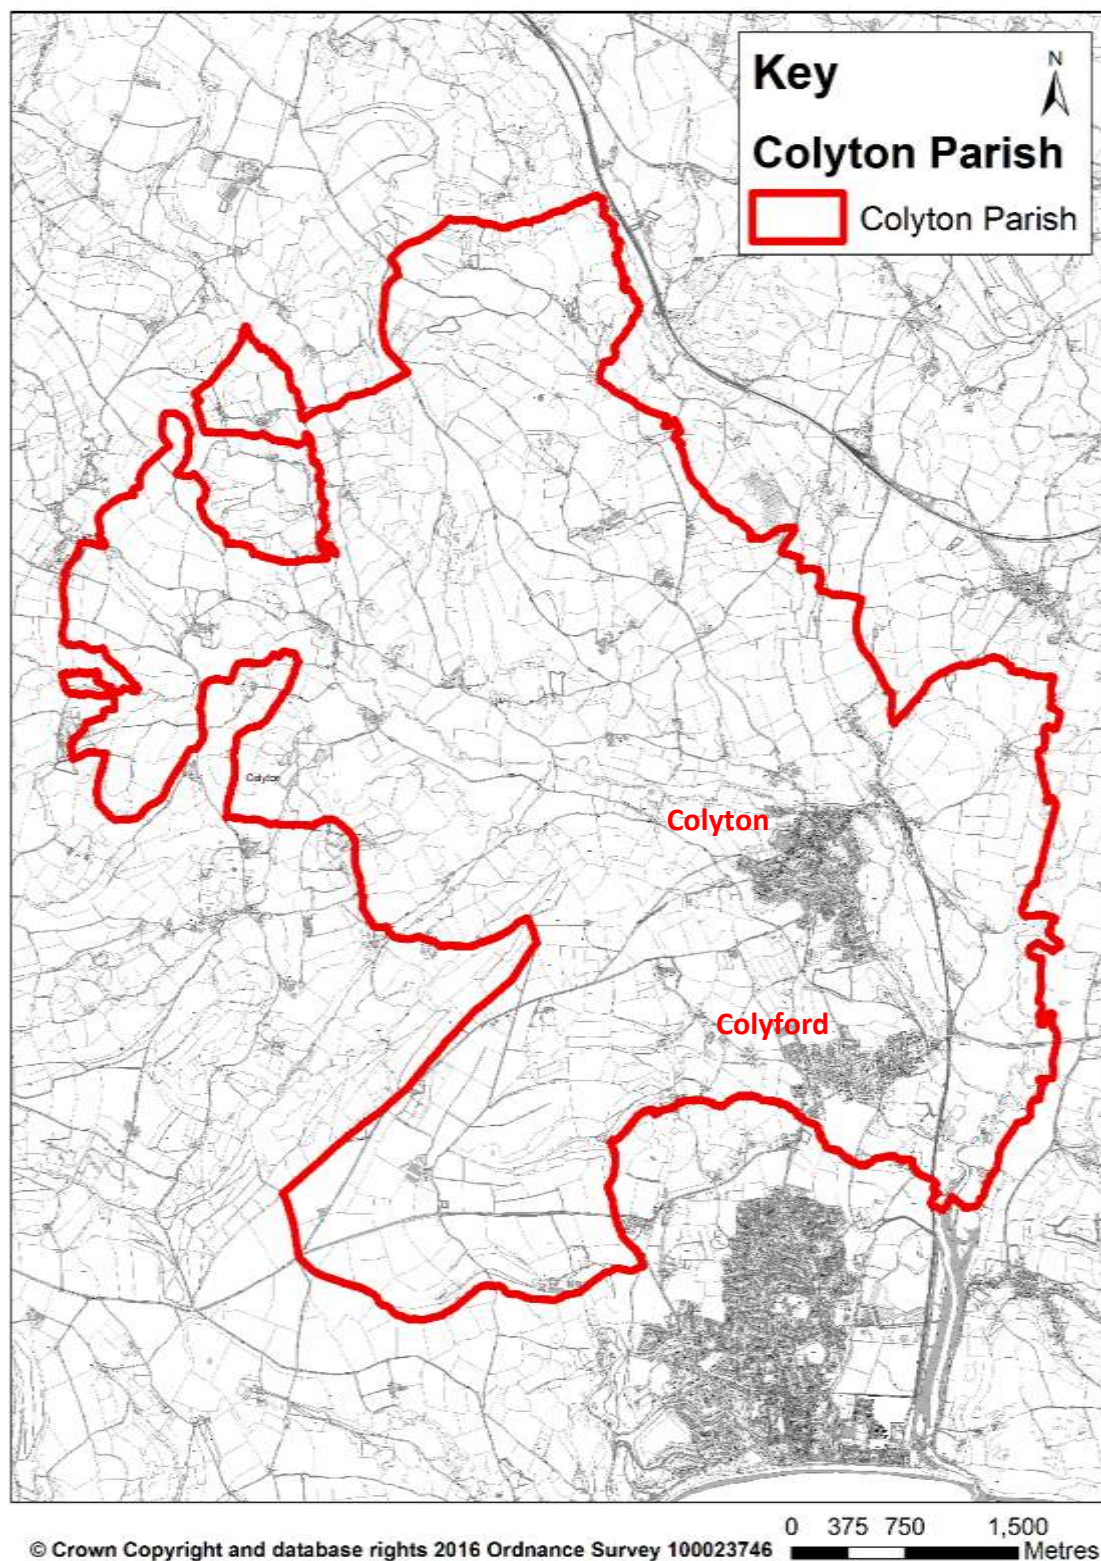 Key
N
Colyton Parish
Colyton Parish
Colyton
Colyton
Colyford
0 375 750 1,500
Metres
© Crown Copyright and database rights 2016 Ordnance Survey 100023746